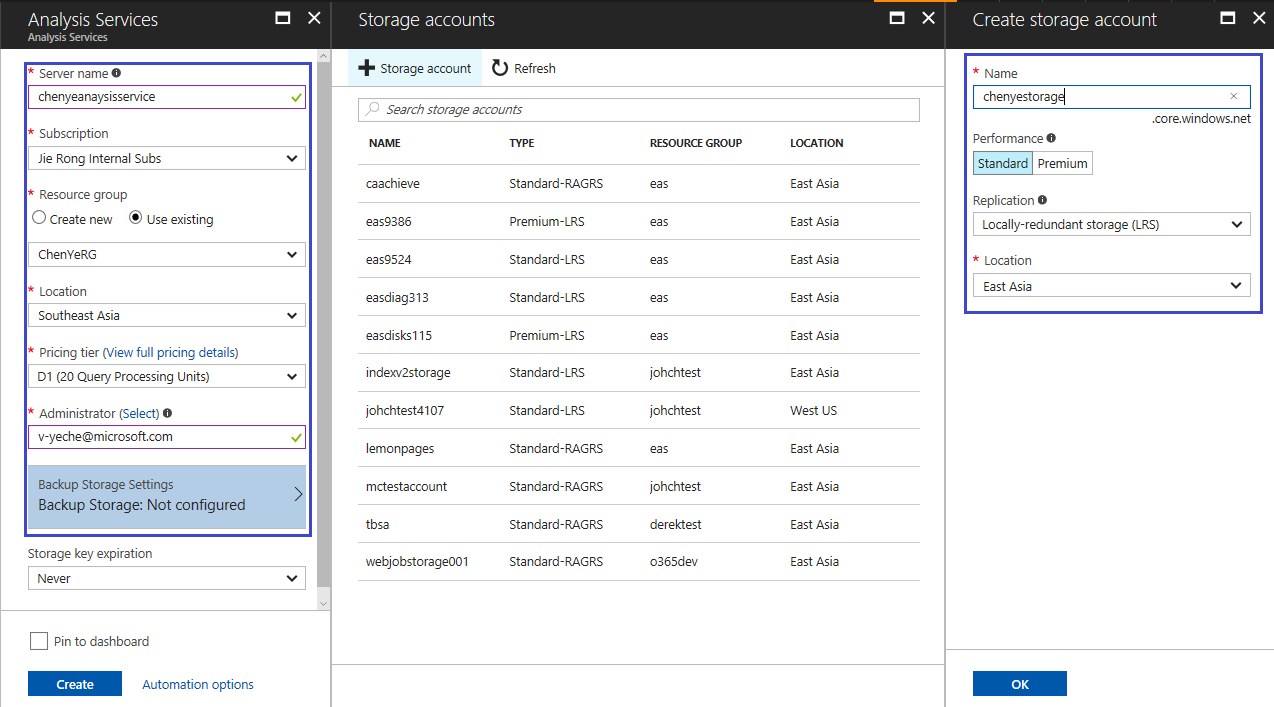 Analysis Services
Analysis Services
* Server name
chenyeanaysisservice
* Subscription
Jie Rong Internal Subs
* Resource group
Create new Use existing
ChenYeRG
* Location
Southeast Asia
* Pricing tier (View full pricing details)
D1 (20 Query Processing Units)
* Administrator (Select)
v-yeche@microsoft.com
Backup Storage Settings
Backup Storage: Not configured
Storage key expiration
Never
Pin to dashboard
Create Automation options
Storage accounts
Storage account Refresh
Search storage accounts
NAME TYPE RESOURCE GROUP LOCATION
caachieve Standard-RAGRS eas East Asia
eas9386 Premium-LRS eas East Asia
eas9524 Standard-LRS eas East Asia
easdiag313 Standard-LRS eas East Asia
easdisks115 Premium-LRS eas East Asia
indexv2storage Standard-LRS johchtest East Asia
johchtest4107 Standard-LRS johchtest West US
lemonpages Standard-RAGRS eas East Asia
mctestaccount Standard-RAGRS johchtest East Asia
tbsa Standard-RAGRS derektest East Asia
webjobstorage001 Standard-RAGRS o365dev East Asia
Create storage account
* Name
chenyestorage
.core.windows.net
Performance
Standard Premium
Replication
Locally-redundant storage (LRS)
* Location
East Asia
OK